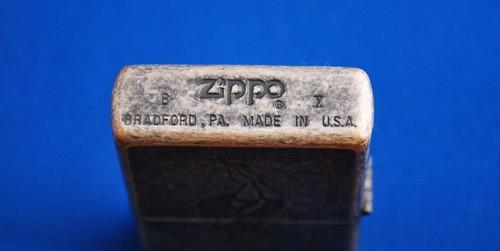 B Zippo ® X
BRADFORD, PA. MADE IN U.S.A.